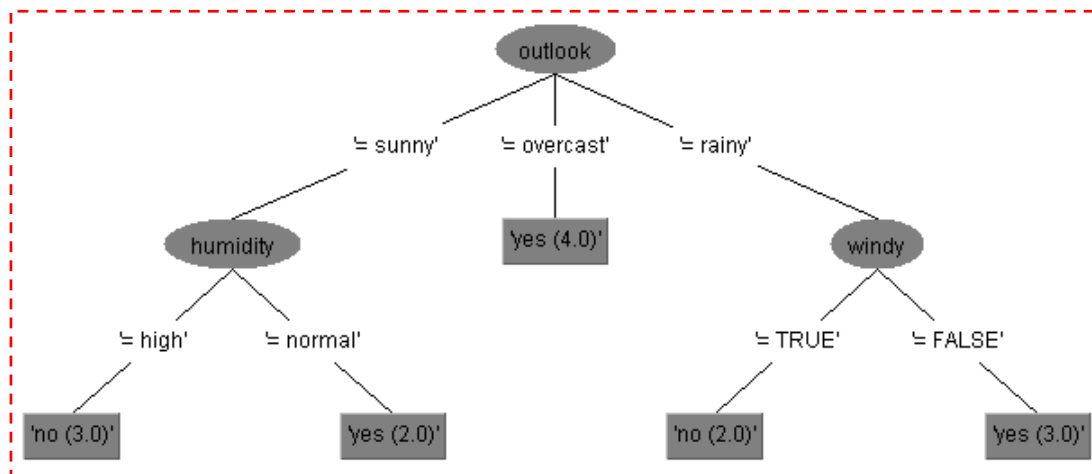 outlook
'= sunny' '= overcast' '= rainy'
humidity 'yes (4.0)' windy
'= high' '= normal' '= TRUE' '= FALSE'
'no (3.0)' 'yes (2.0)' 'no (2.0)' 'yes (3.0)'